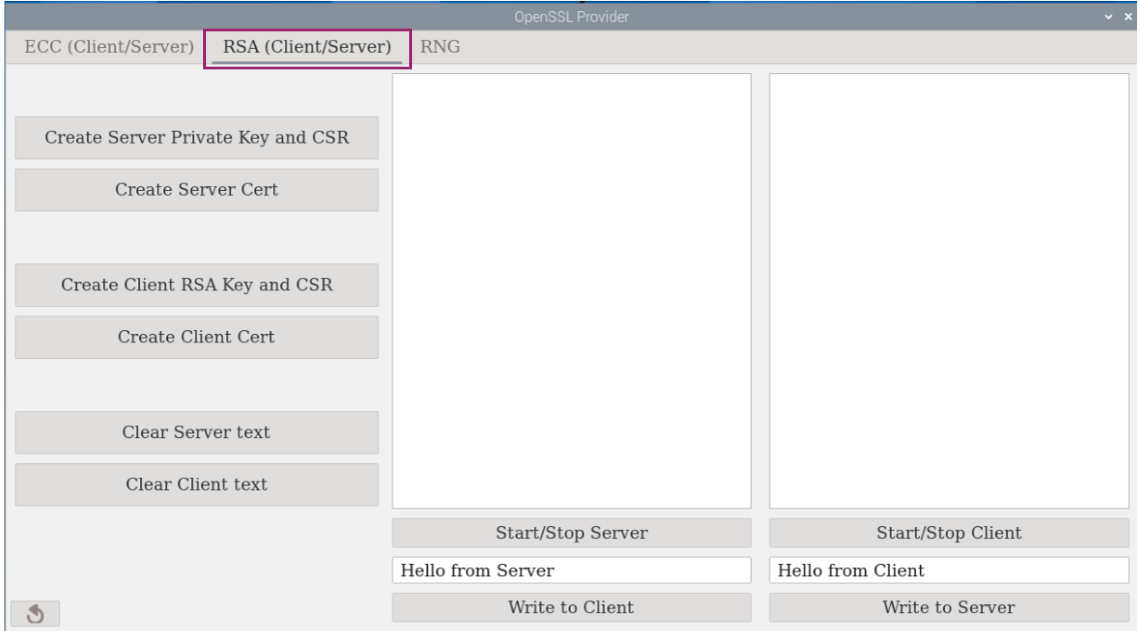 OpenSSL Provider
ECC (Client/Server) RSA (Client/Server) RNG
Create Server Private Key and CSR
Create Server Cert
Create Client RSA Key and CSR
Create Client Cert
Clear Server text
Clear Client text
Start/Stop Server
Hello from Server
Write to Client
Start/Stop Client
Hello from Client
Write to Server